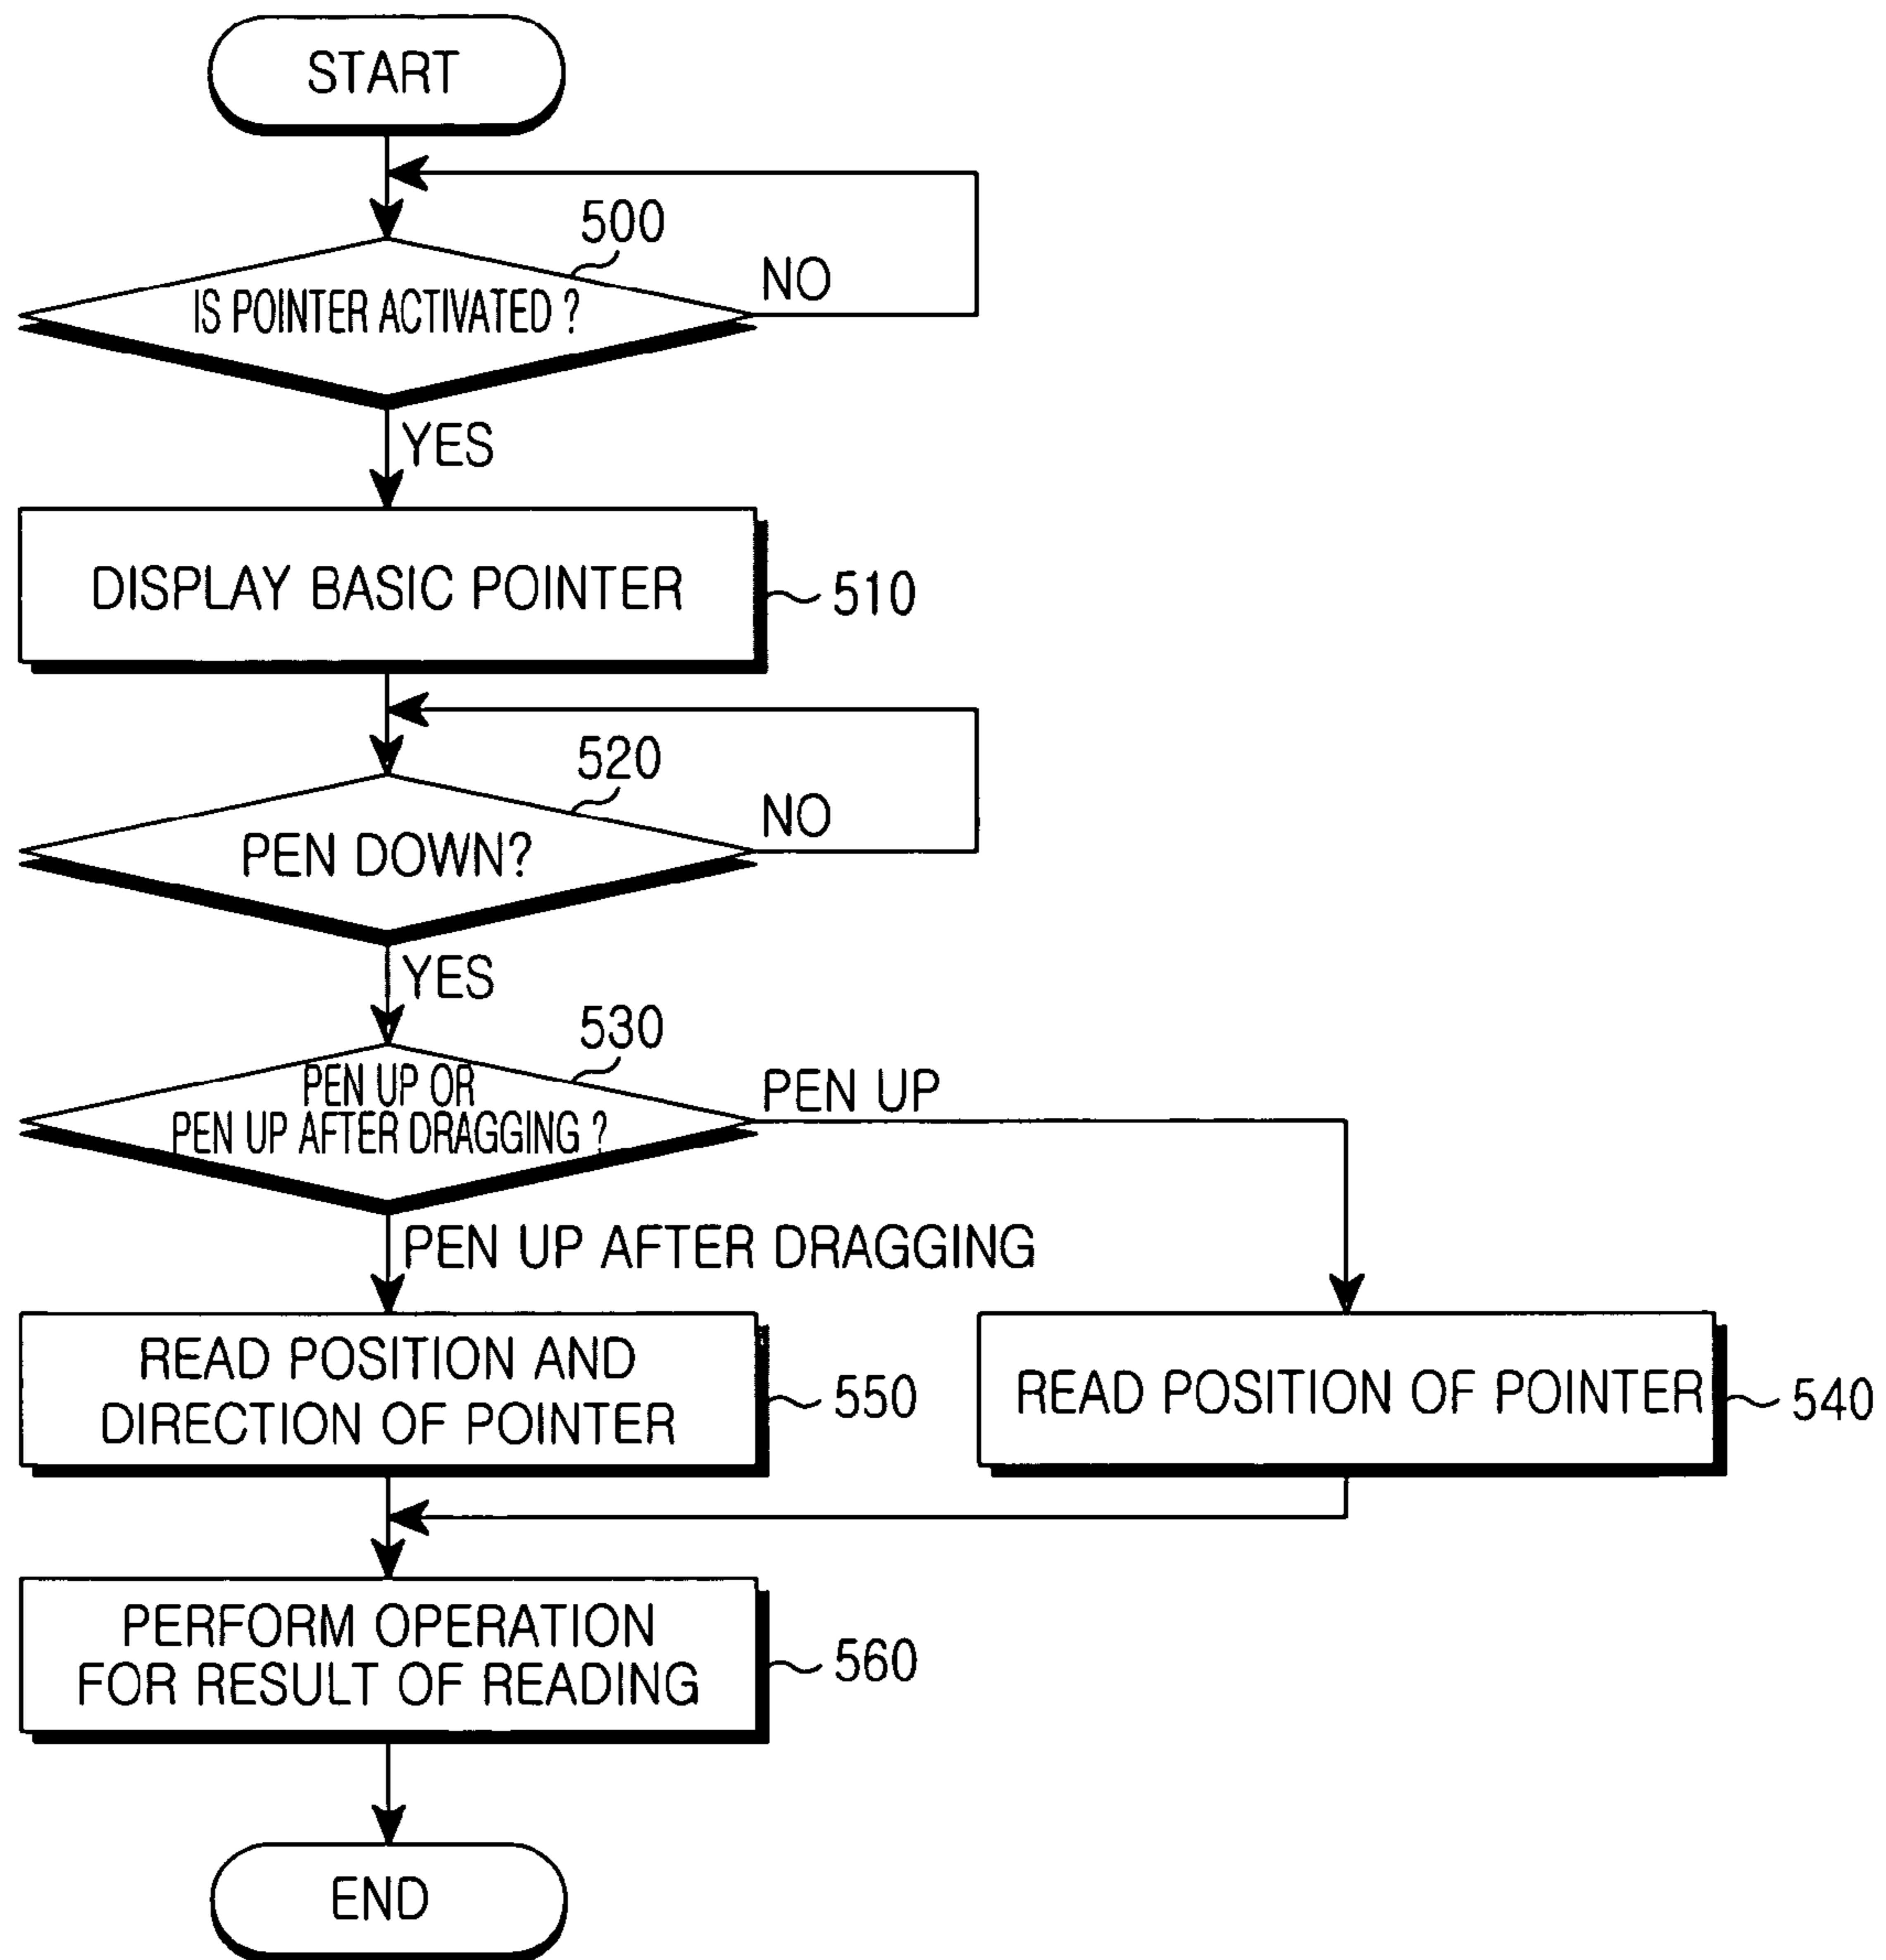 START
500
IS POINTER ACTIVATED ?
NO
YES
DISPLAY BASIC POINTER
510
520
PEN DOWN?
NO
YES
530
PEN UP OR
PEN UP AFTER DRAGGING ?
PEN UP
PEN UP AFTER DRAGGING
READ POSITION AND
DIRECTION OF POINTER
550
READ POSITION OF POINTER
540
PERFORM OPERATION
FOR RESULT OF READING
560
END